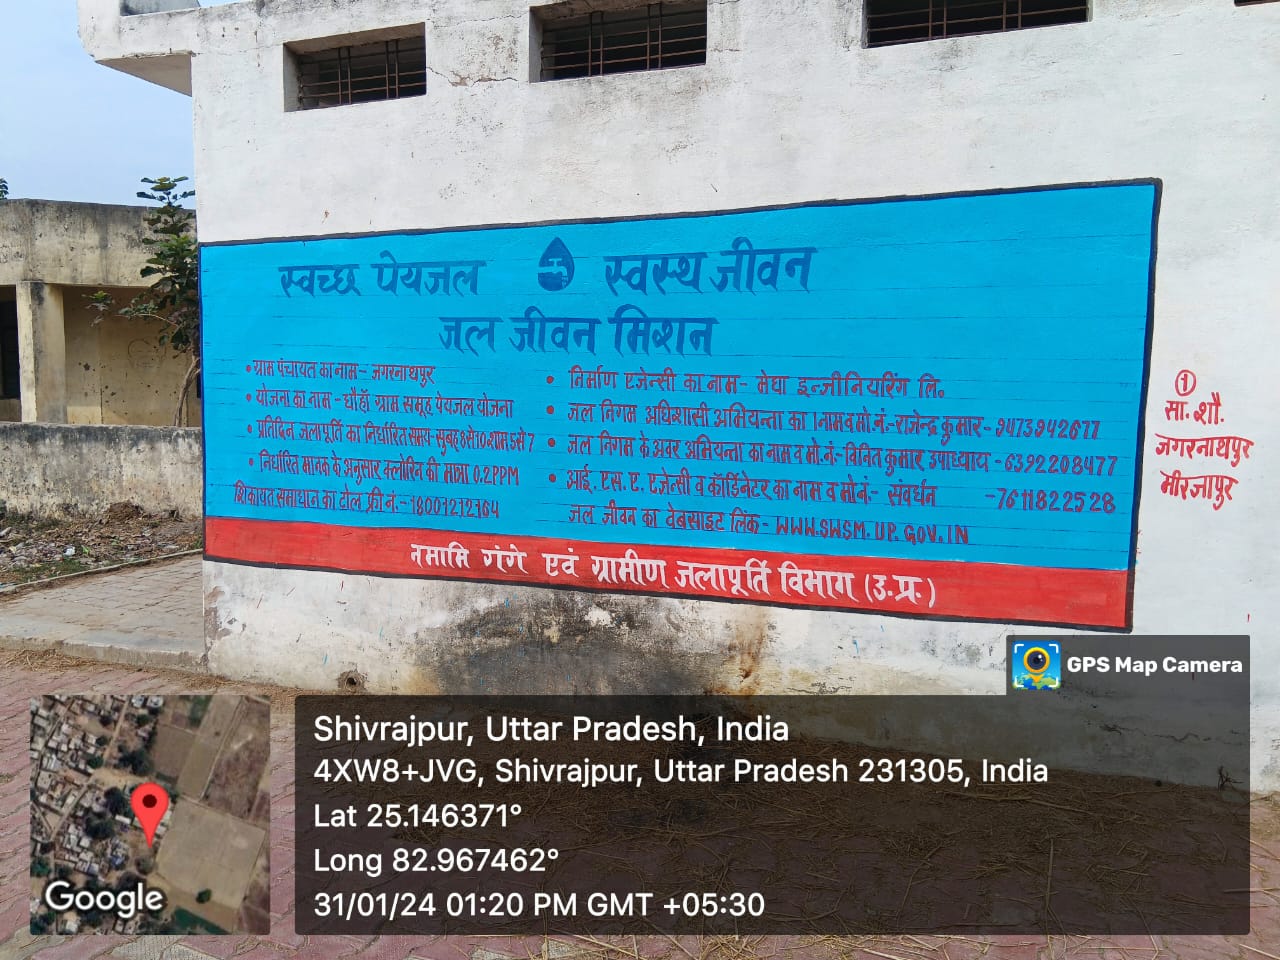 स्वच्छ पेयजल स्वस्थ जीवन
जल जीवन मिशन
• ग्राम पंचायत का नाम - जगरनाथपुर
• योजना का नाम - धौहाँ ग्राम समूह पेयजल योजना
• प्रतिदिन जलापूर्ति का निर्धारित समय - सुबह 6 से 10. शाम 5 से 7
• निर्धारित मानक के अनुसार क्लोरिन की मात्रा 0.2PPM
शिकायत समाधान का टोल फ्री नं. - 18001212164
• निर्माण एजेन्सी का नाम - मेघा इन्जीनियरिंग लि.
• जल निगम अधिशासी अभियन्ता का नाम व मो.नं. - राजेन्द्र कुमार - 9473942677
• जल निगम के अवर अभियन्ता का नाम व मो.नं. - विनित कुमार उपाध्याय - 6392208477
• आई. एस. ए. एजेन्सी व कॉर्डिनेटर का नाम व मो.नं. - संवर्धन - 7611822528
जल जीवन का वेबसाइट लिंक - WWW.SWSM.UP.GOV.IN
नमामि गंगे एवं ग्रामीण जलापूर्ति विभाग (उ.प्र.)
①
सा. शौ.
जगरनाथपुर
मीरजापुर
GPS Map Camera
Shivrajpur, Uttar Pradesh, India
4XW8+JVG, Shivrajpur, Uttar Pradesh 231305, India
Lat 25.146371°
Long 82.967462°
31/01/24 01:20 PM GMT +05:30
Google